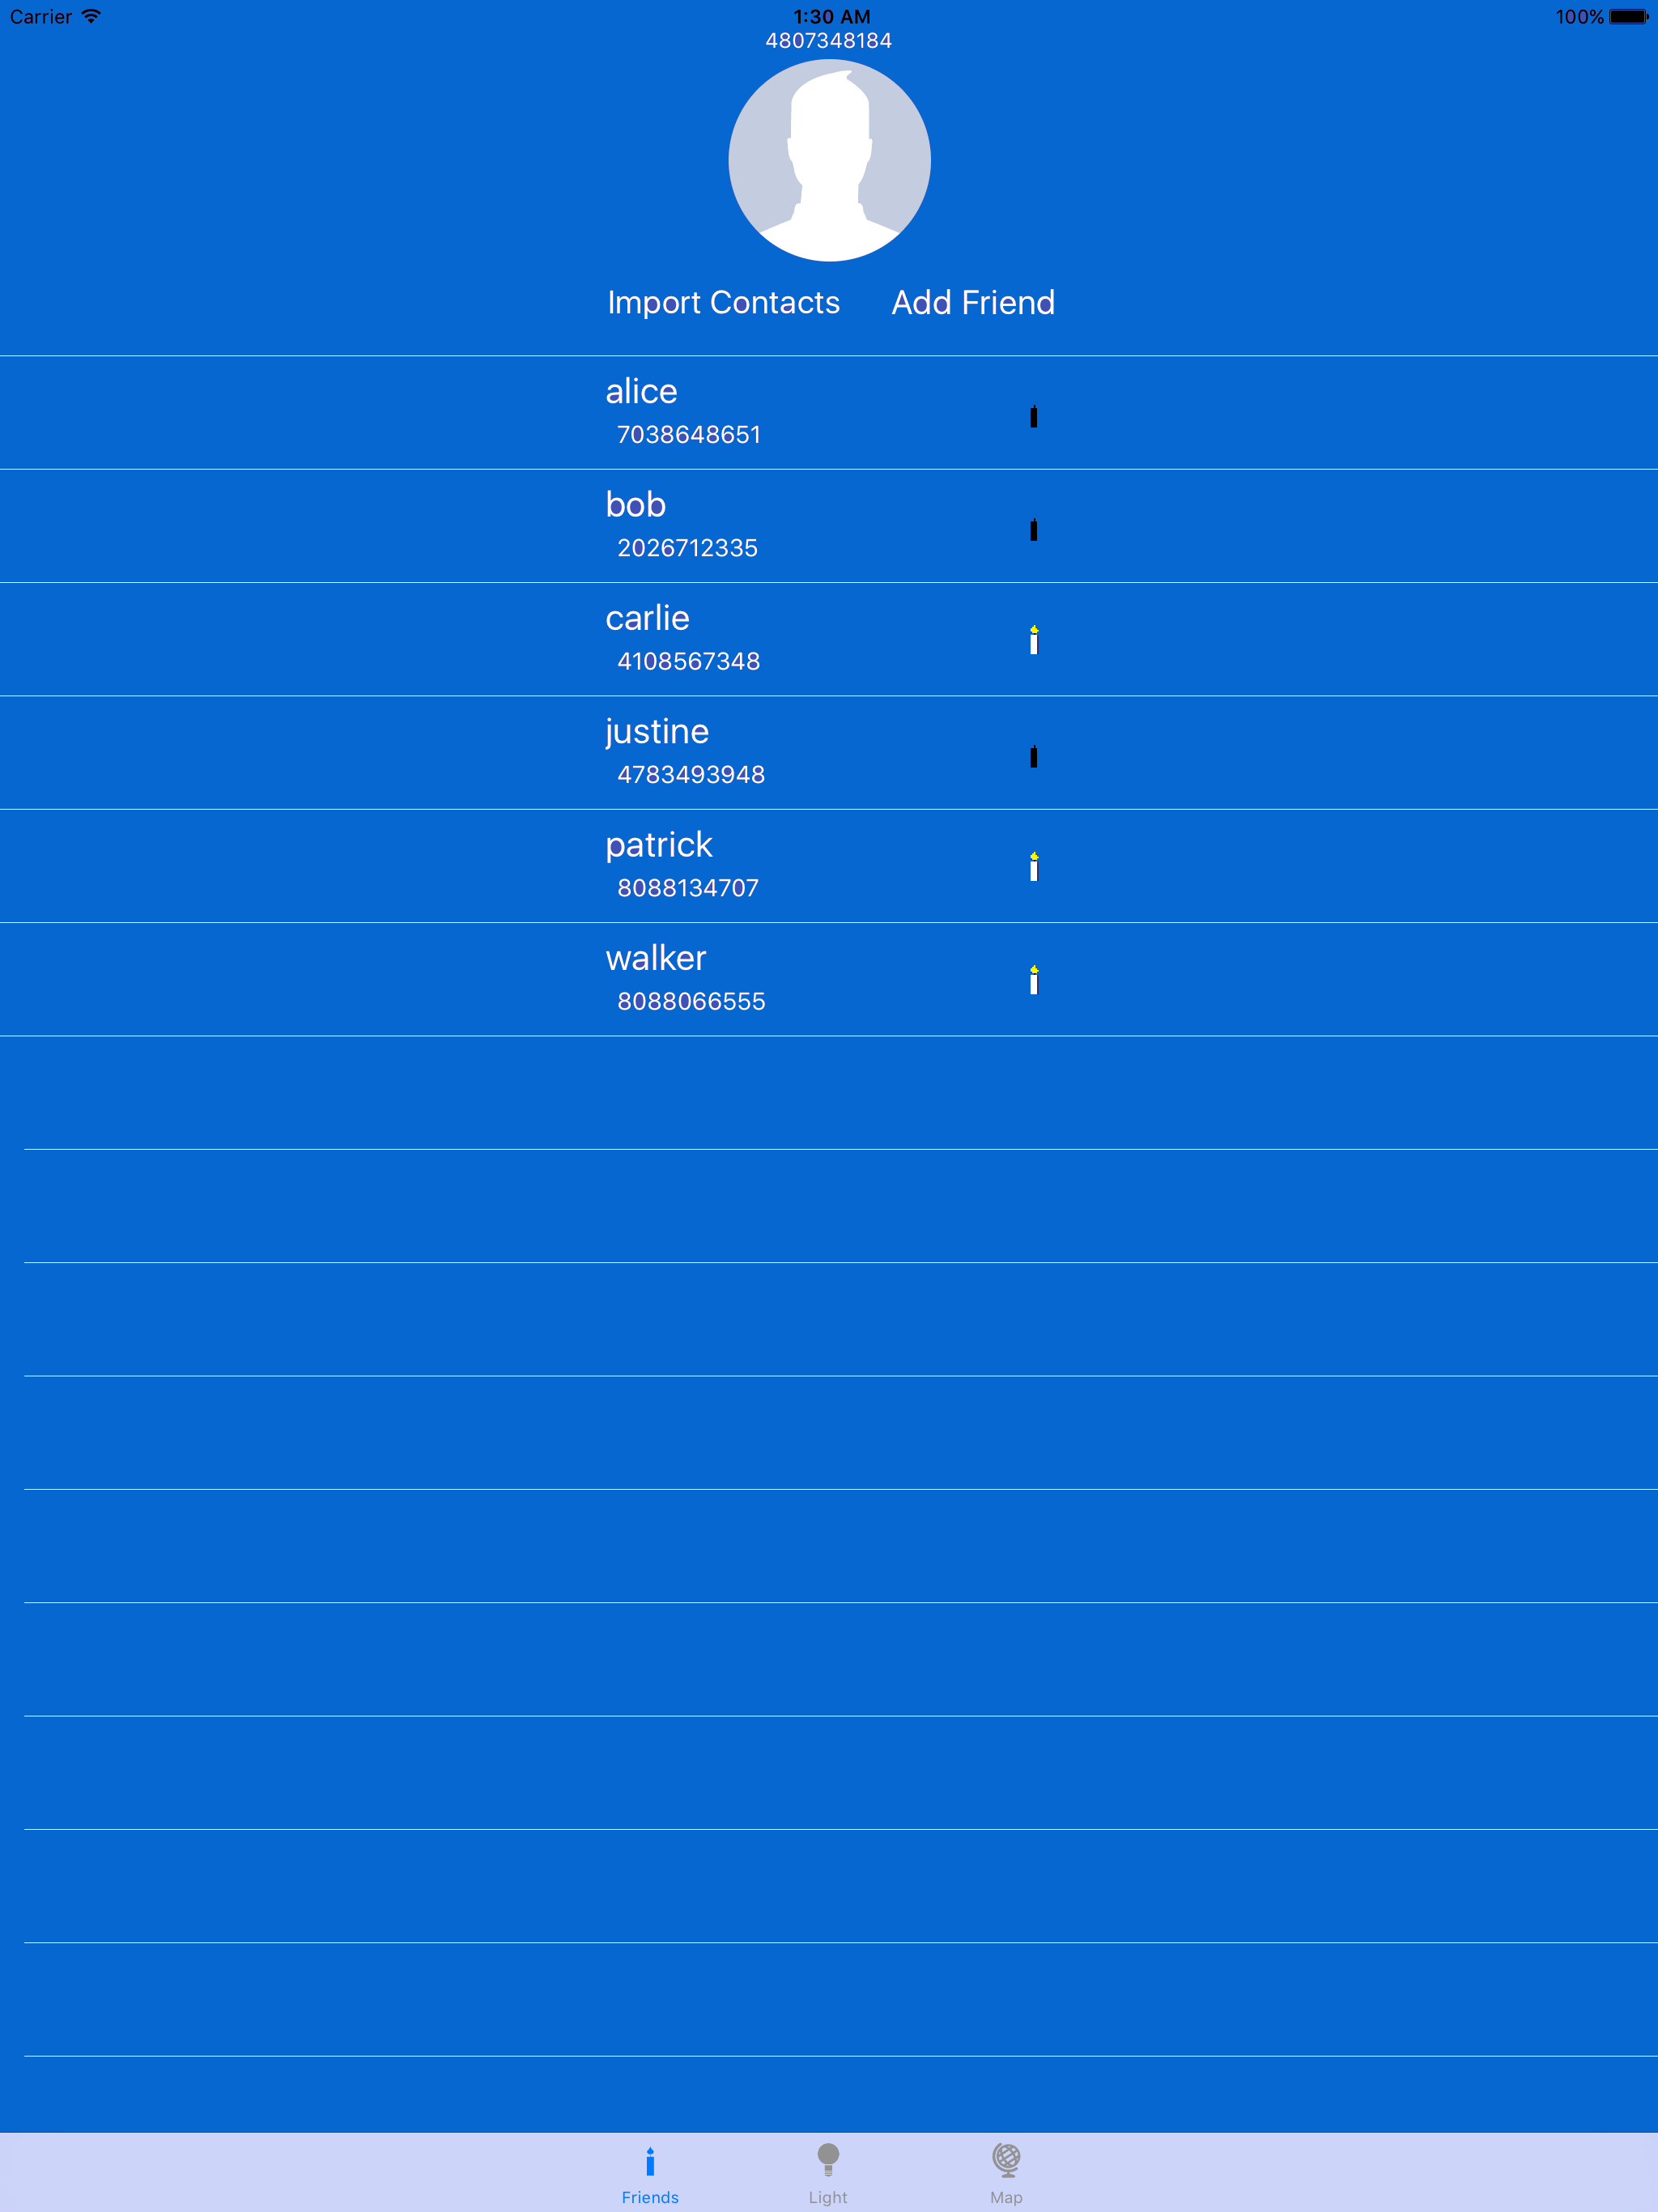 Carrier 1:30 AM 100%
4807348184
Import Contacts Add Friend
alice
7038648651
bob
2026712335
carlie
4108567348
justine
4783493948
patrick
8088134707
walker
8088066555
Friends Light Map